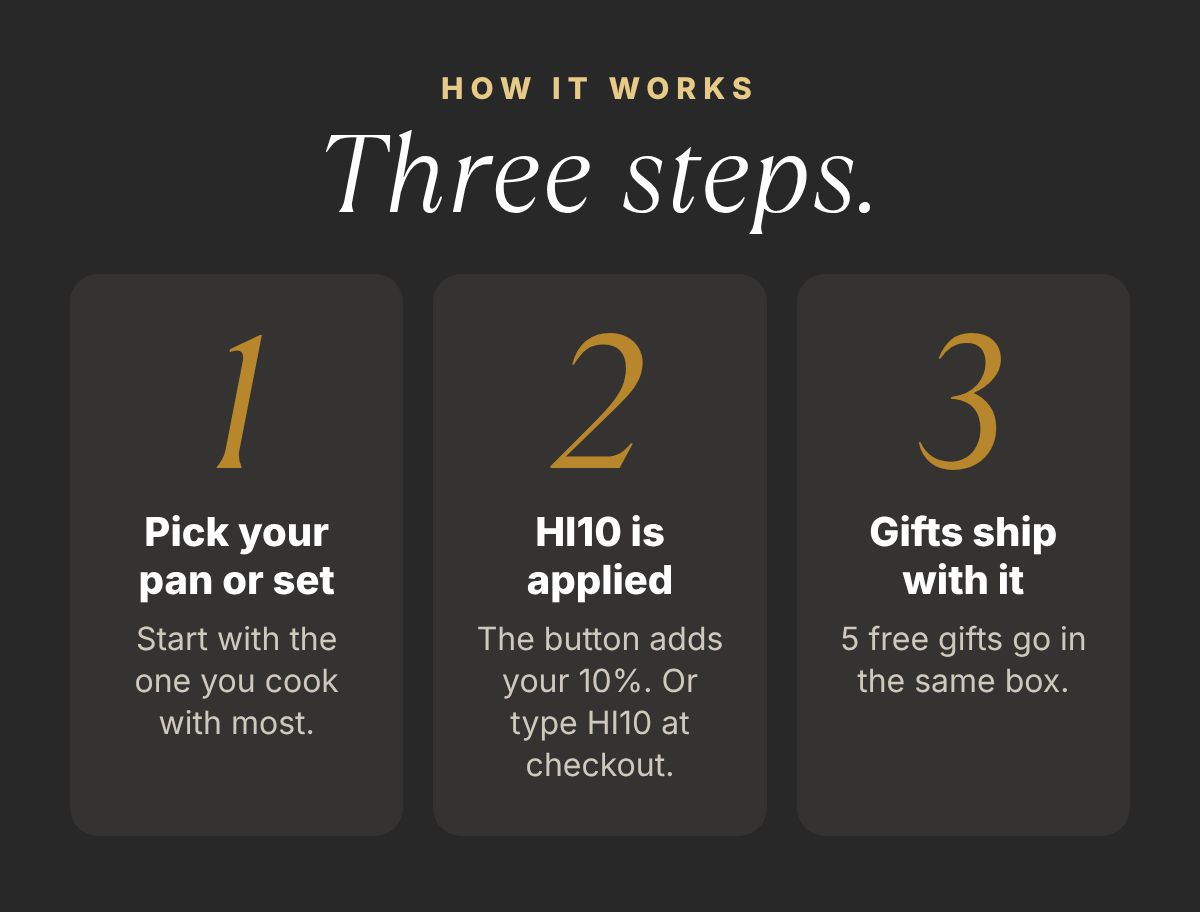 HOW IT WORKS
Three steps.
1
Pick your
pan or set
Start with the
one you cook
with most.
2
HI10 is
applied
The button adds
your 10%. Or
type HI10 at
checkout.
3
Gifts ship
with it
5 free gifts go in
the same box.